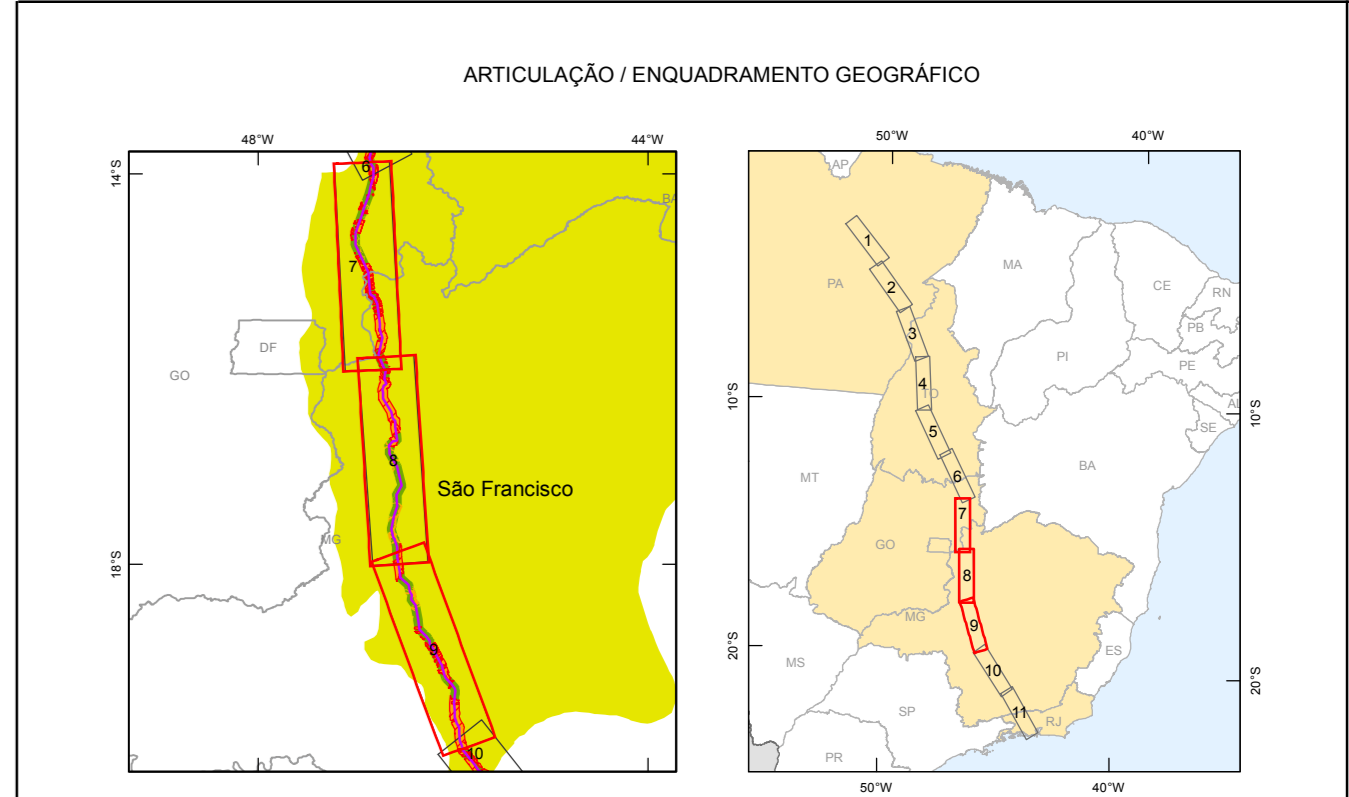 ARTICULAÇÃO / ENQUADRAMENTO GEOGRÁFICO
48°W
44°W
14°S
18°S
6
7
BA
DF
GO
8
São Francisco
MG
9
10
50°W
40°W
AP
1
MA
PA
2
CE
RN
3
PB
PI
PE
4
TO
10°S
10°S
AL
SE
5
BA
6
MT
7
GO
8
MG
9
ES
20°S
MS
10
20°S
SP
11
RJ
PR
50°W
40°W